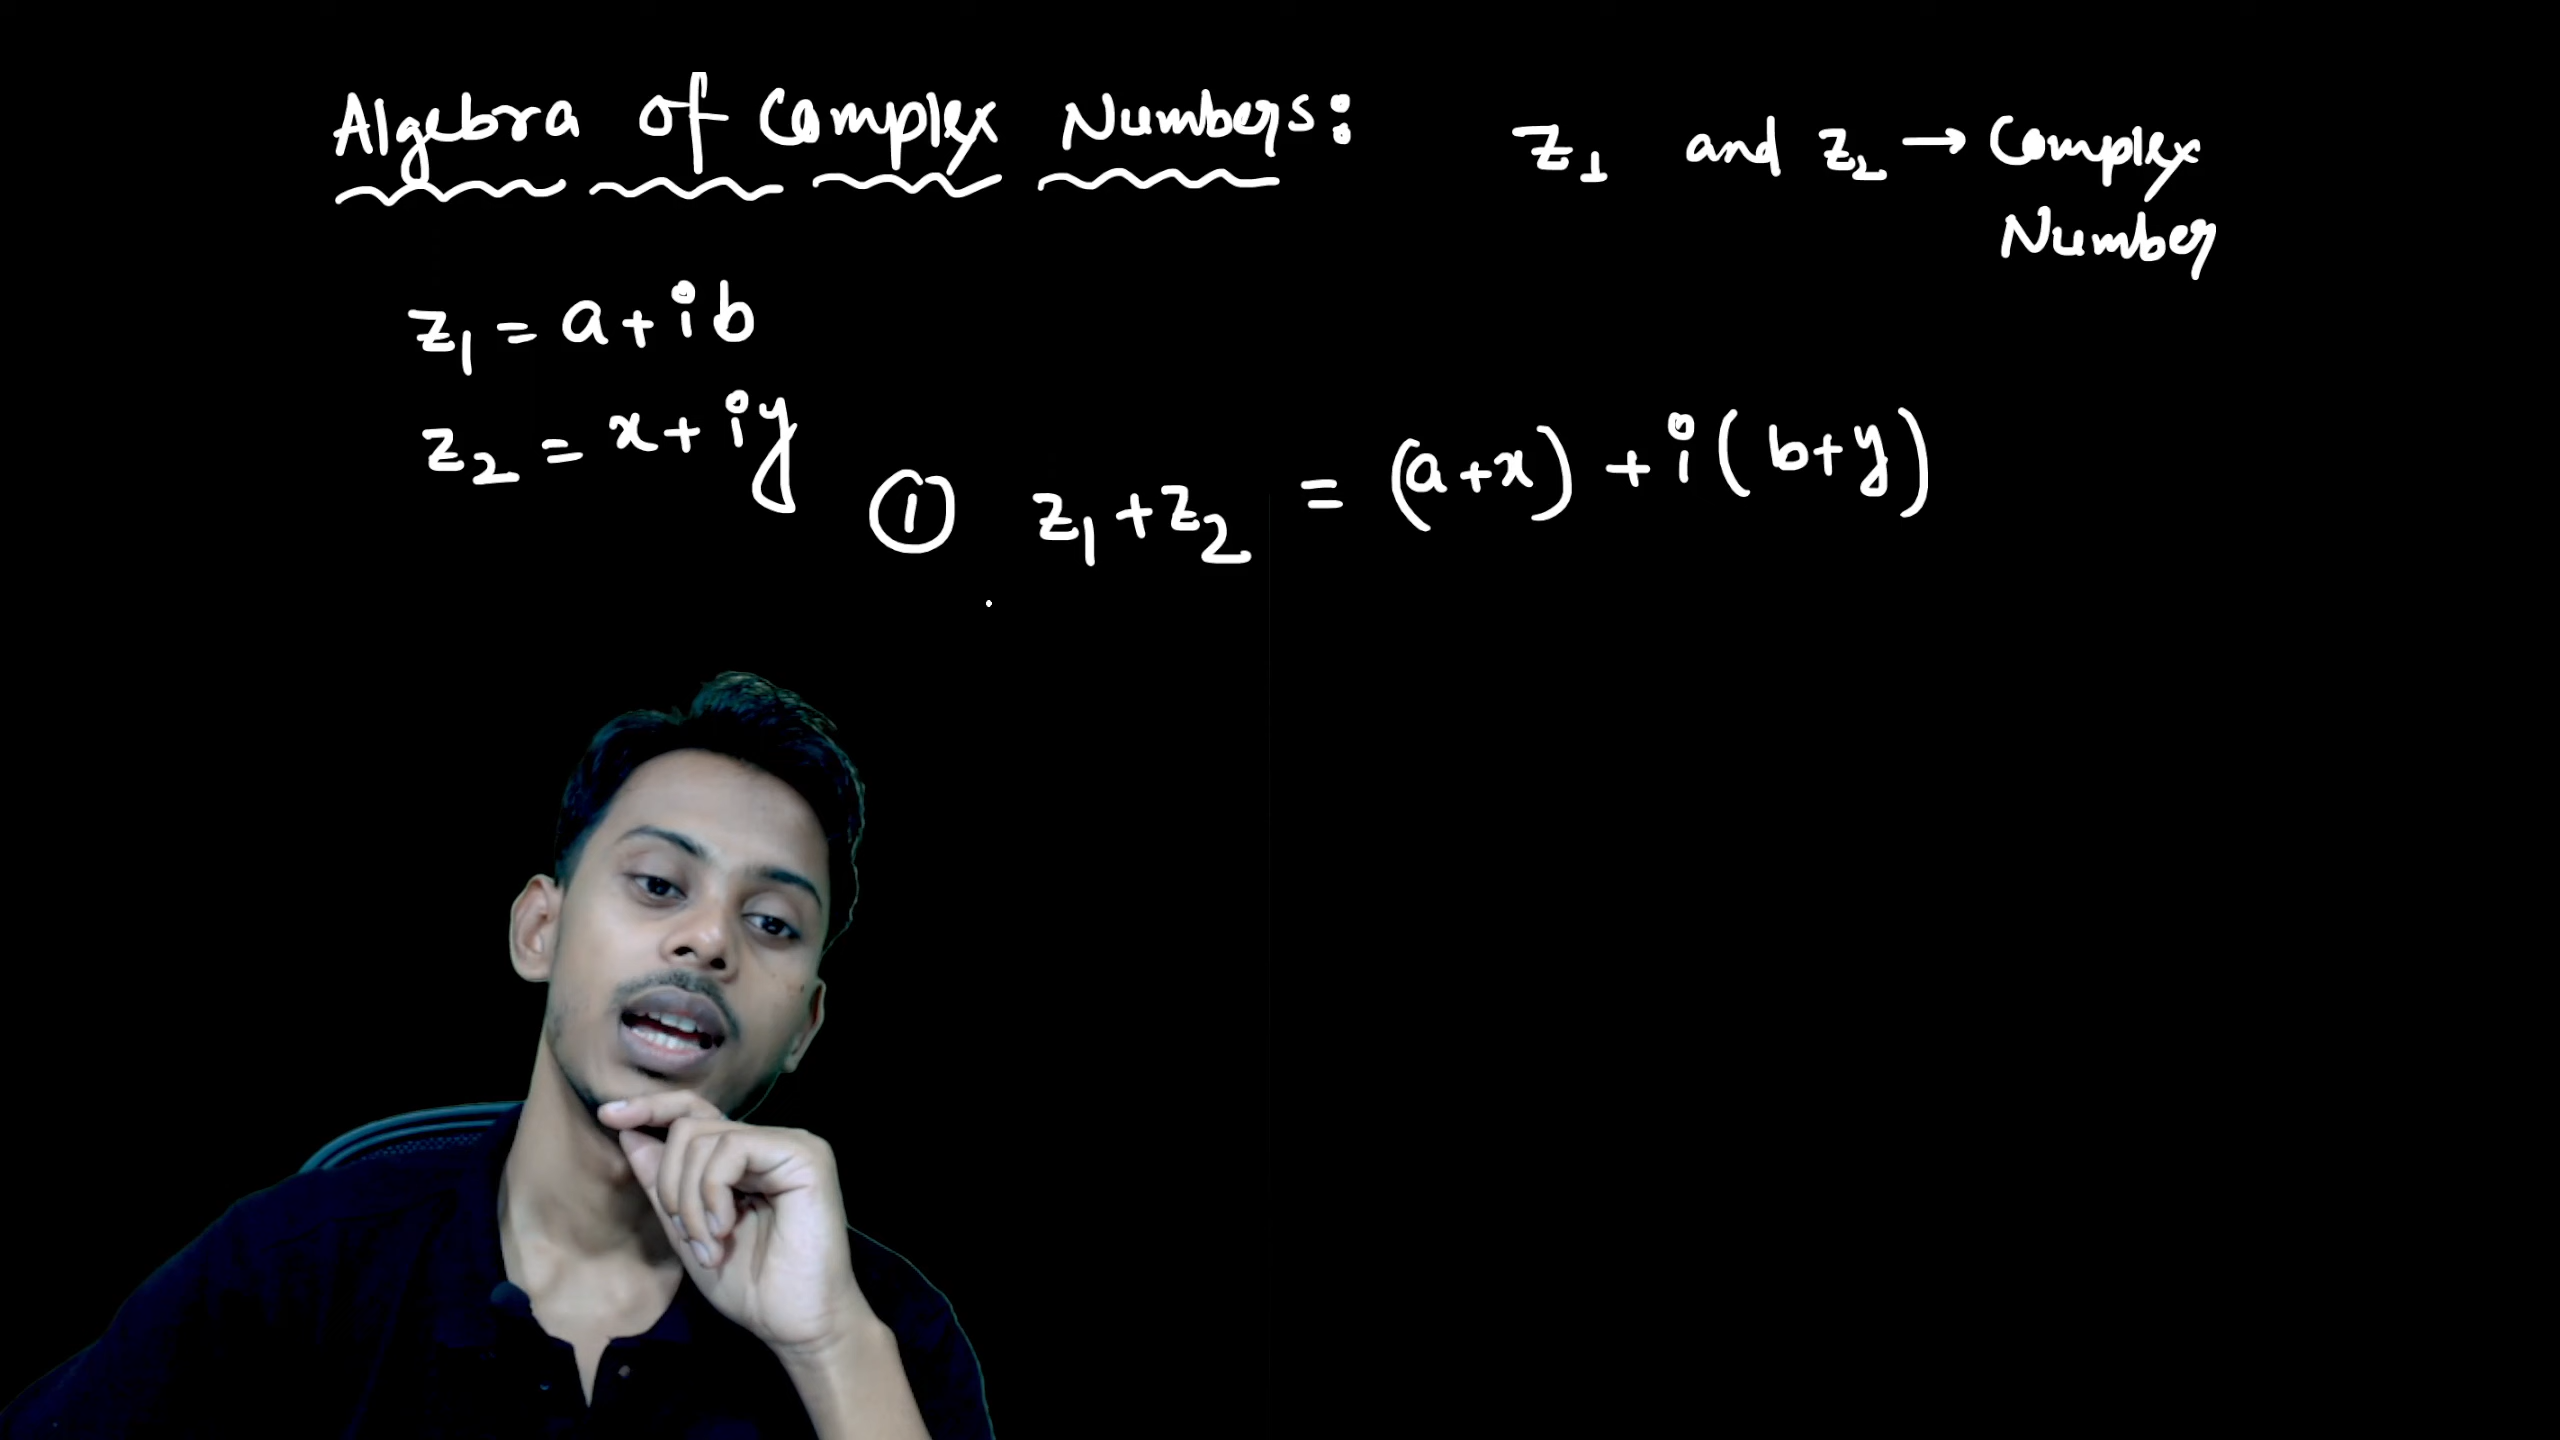 Algebra of Complex Numbers:
z₁ and z₂ → Complex
Number
z₁ = a + ib
z₂ = x + iy
① z₁ + z₂ = (a+x) + i(b+y)